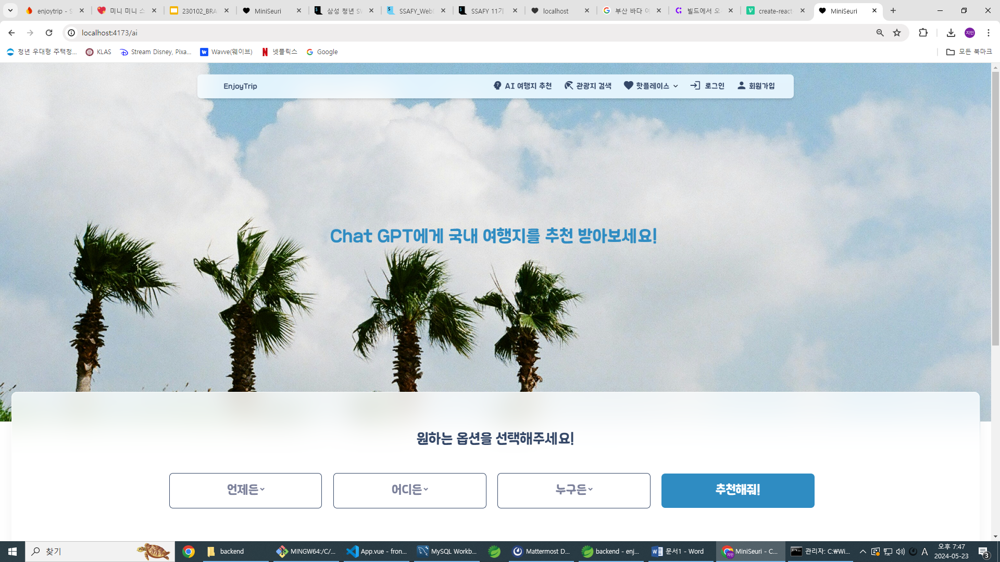 enjoytrip - S
미니 미니 스
230102_BRA
MiniSeuri
삼성 청년 SW
SSAFY_WebL
SSAFY 11기
localhost
부산 바다 여
빌드에서 오
create-react
MiniSeuri
localhost:4173/ai
지민
청년 우대형 주택청...
KLAS
Stream Disney, Pixa...
Wavve(웨이브)
넷플릭스
Google
모든 북마크
EnjoyTrip
AI 여행지 추천
관광지 검색
핫플레이스
로그인
회원가입
Chat GPT에게 국내 여행지를 추천 받아보세요!
원하는 옵션을 선택해주세요!
언제든
어디든
누구든
추천해줘!
찾기
backend
MINGW64:/C/...
App.vue - fron...
MySQL Workb...
Mattermost D...
backend - enj...
문서1 - Word
MiniSeuri - C...
관리자: C:￦Wi...
A
오후 7:47
2024-05-23
3